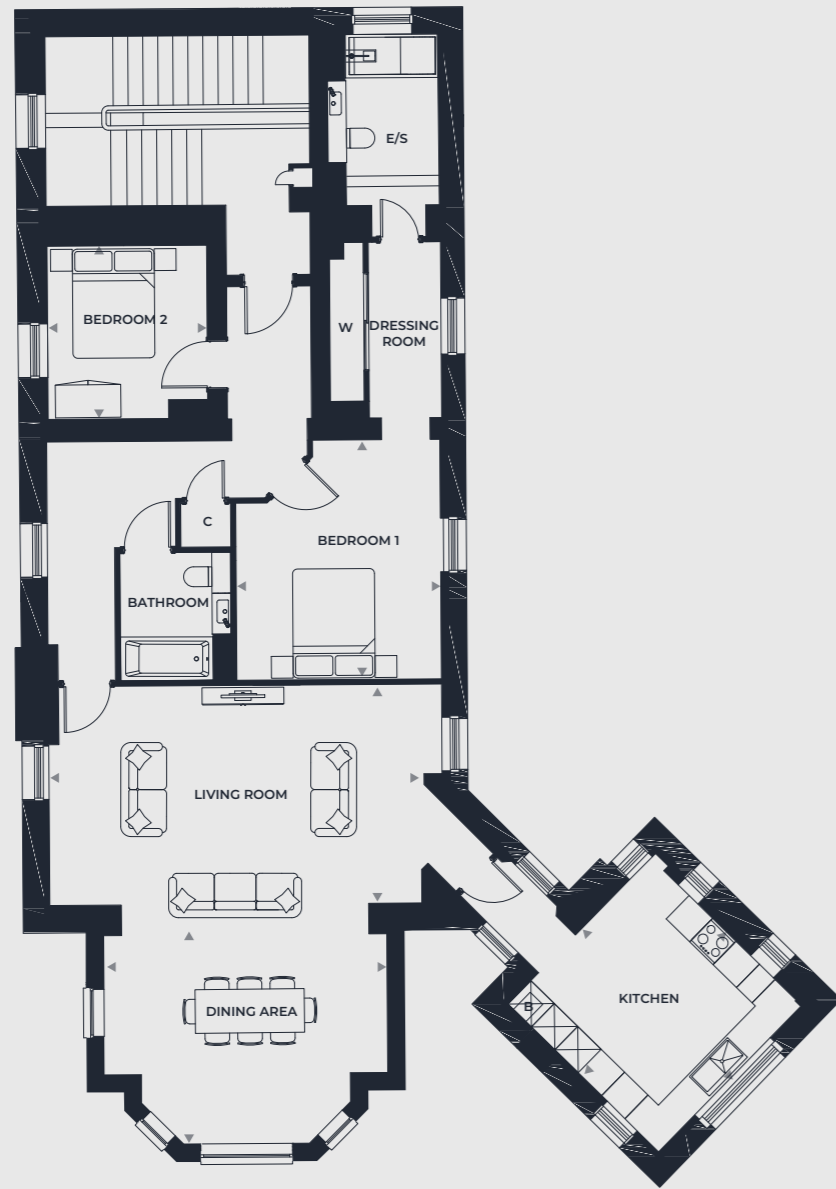 E/S
BEDROOM 2
W
DRESSING
ROOM
C
BEDROOM 1
BATHROOM
LIVING ROOM
KITCHEN
B
DINING AREA